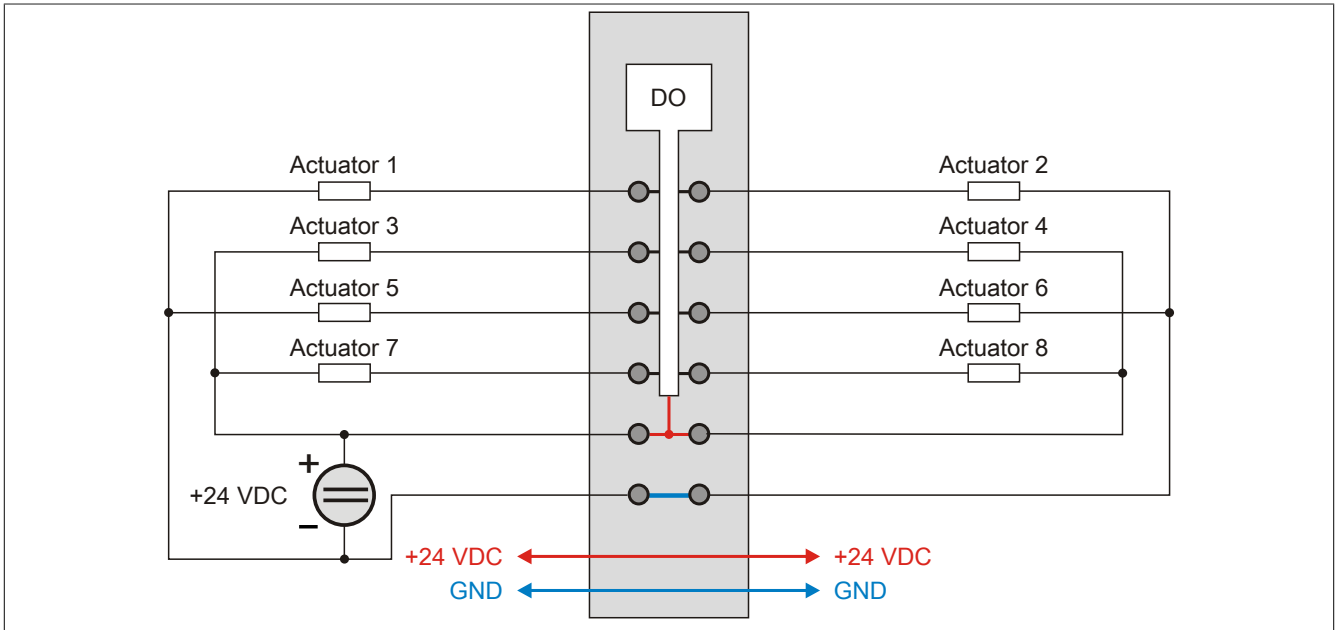 DO
Actuator 1
Actuator 2
Actuator 3
Actuator 4
Actuator 5
Actuator 6
Actuator 7
Actuator 8
+
+24 VDC
−
+24 VDC
+24 VDC
GND
GND